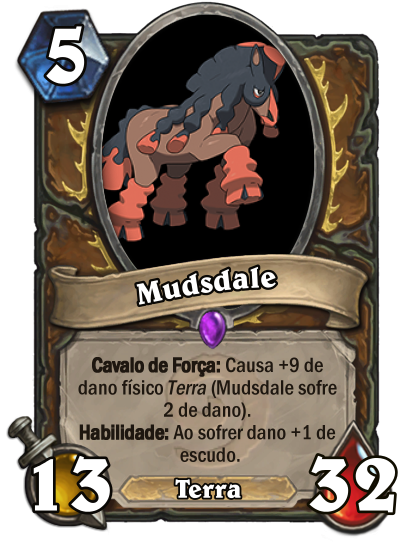 5
Mudsdale
Cavalo de Força: Causa +9 de
dano físico Terra (Mudsdale sofre
2 de dano).
Habilidade: Ao sofrer dano +1 de
escudo.
13
Terra
32